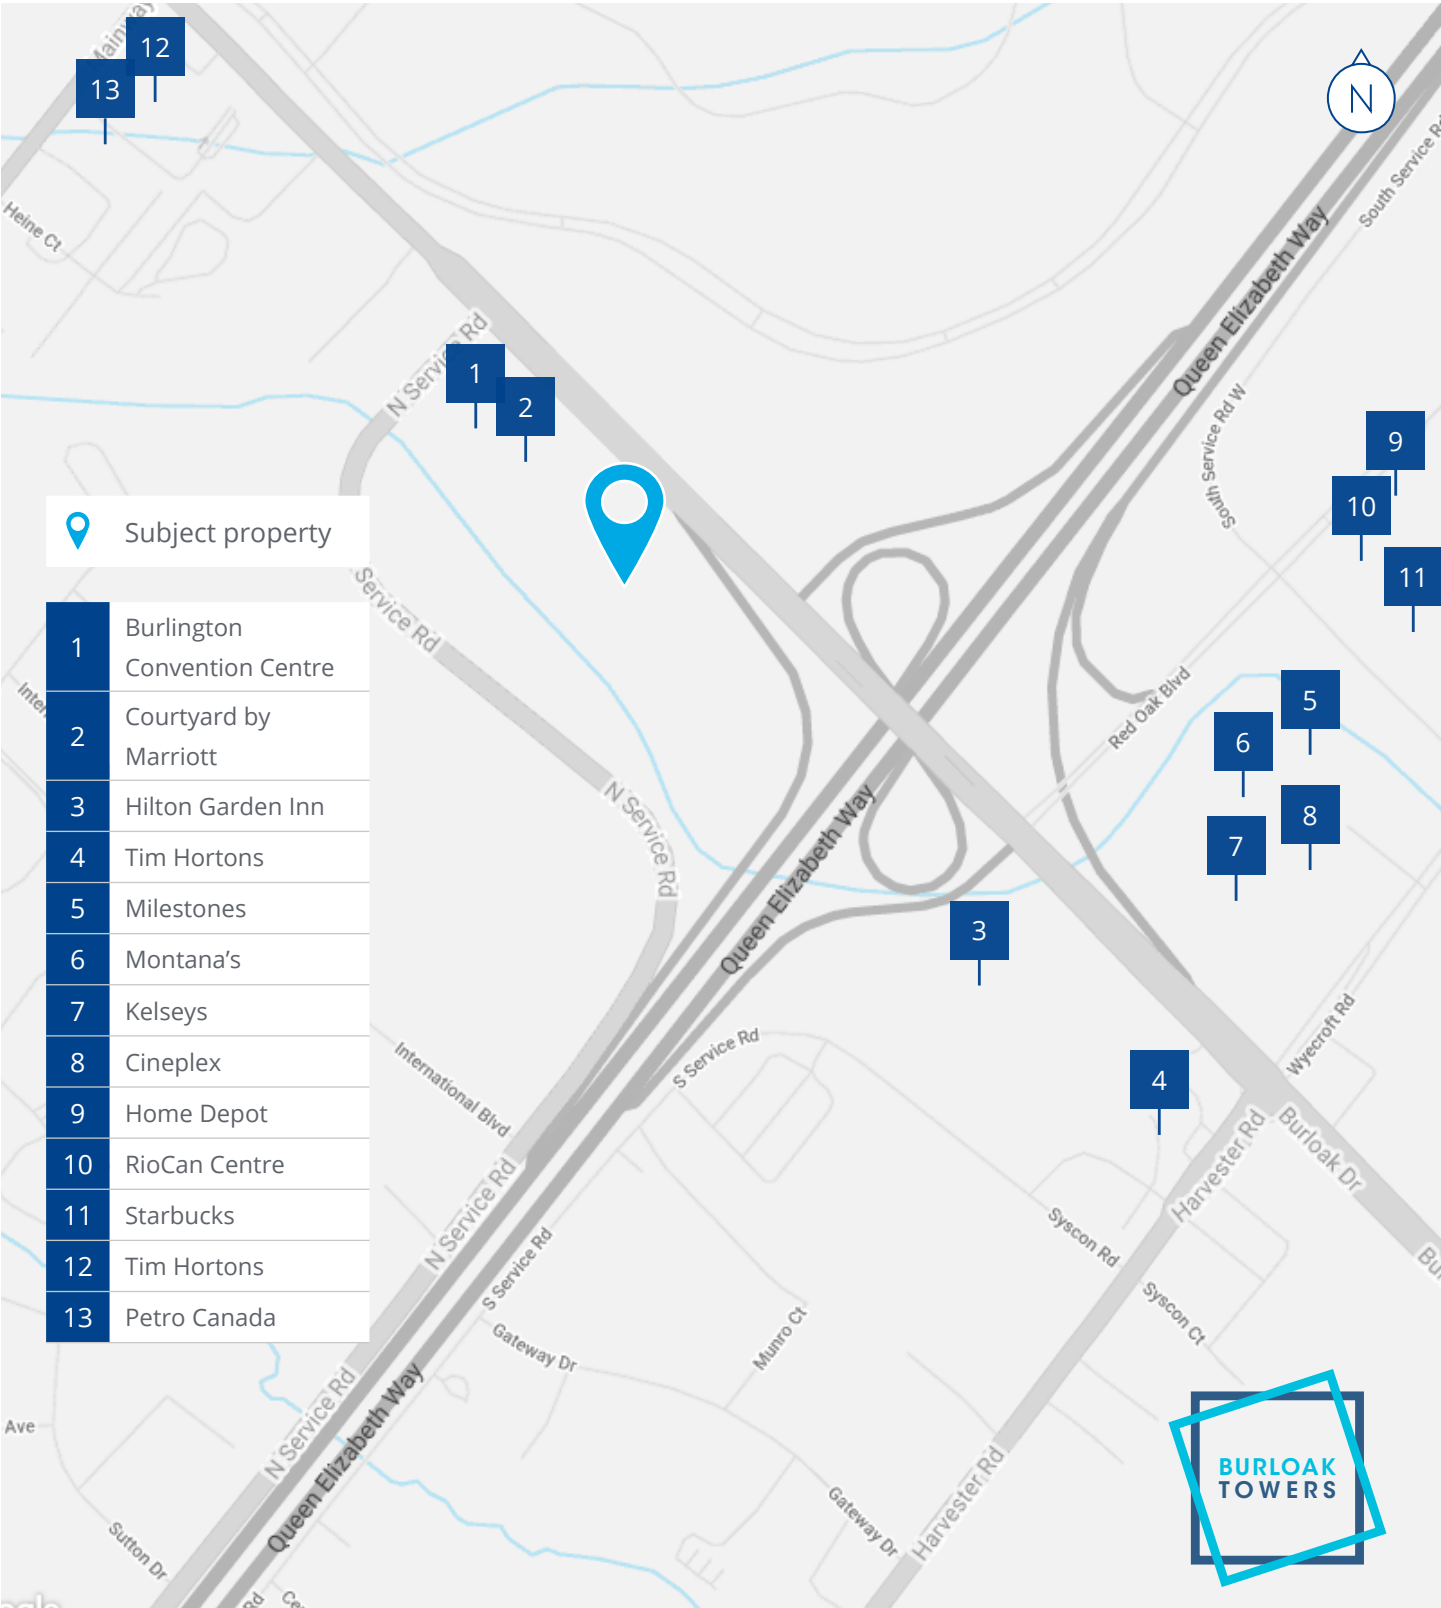 Mainway
12
13
N
South Service Rd
Heine Ct
Queen Elizabeth Way
N Service Rd
1
2
South Service Rd W
9
10
11
Subject property
Service Rd
1 Burlington
Convention Centre
2 Courtyard by
Marriott
3 Hilton Garden Inn
4 Tim Hortons
5 Milestones
6 Montana’s
7 Kelseys
8 Cineplex
9 Home Depot
10 RioCan Centre
11 Starbucks
12 Tim Hortons
13 Petro Canada
Red Oak Blvd
5
6
8
7
N Service Rd
Queen Elizabeth Way
3
Wyecroft Rd
S Service Rd
International Blvd
4
Harvester Rd
Burloak Dr
N Service Rd
Syscon Rd
S Service Rd
Syscon Ct
Munro Ct
Gateway Dr
N Service Rd
Queen Elizabeth Way
Ave
BURLOAK
TOWERS
Harvester Rd
Gateway Dr
Sutton Dr
Rd